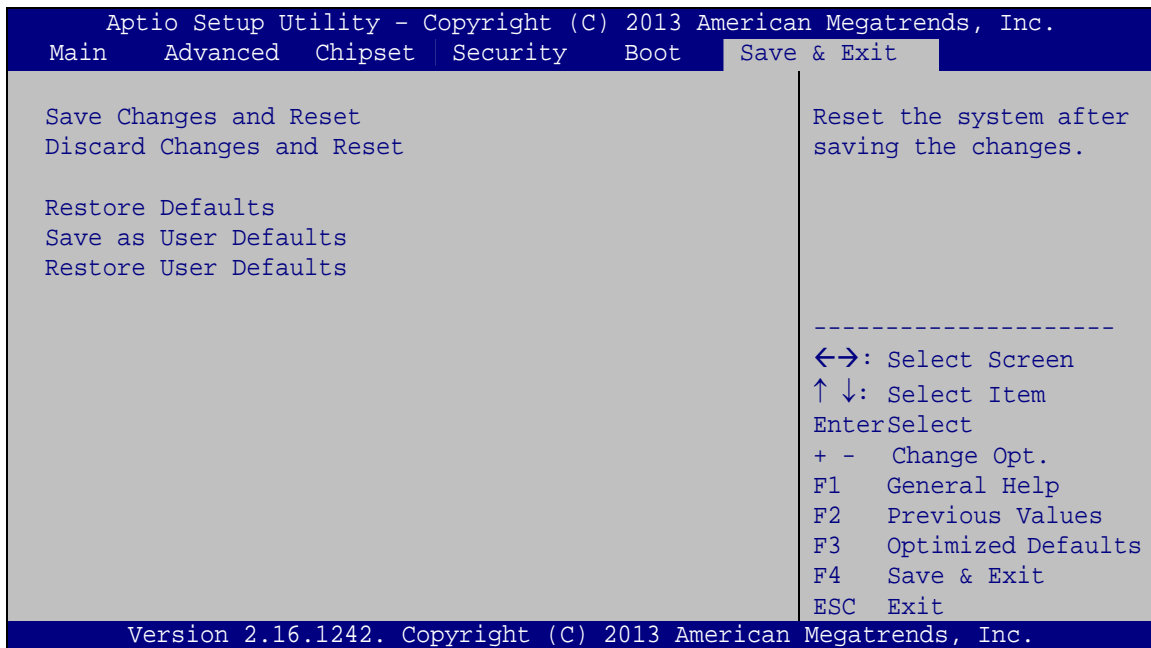 Aptio Setup Utility – Copyright (C) 2013 American Megatrends, Inc.
Main Advanced Chipset Security Boot Save & Exit
Save Changes and Reset
Discard Changes and Reset
Restore Defaults
Save as User Defaults
Restore User Defaults
Reset the system after
saving the changes.
---------------------
←→: Select Screen
↑ ↓: Select Item
EnterSelect
+ - Change Opt.
F1 General Help
F2 Previous Values
F3 Optimized Defaults
F4 Save & Exit
ESC Exit
Version 2.16.1242. Copyright (C) 2013 American Megatrends, Inc.